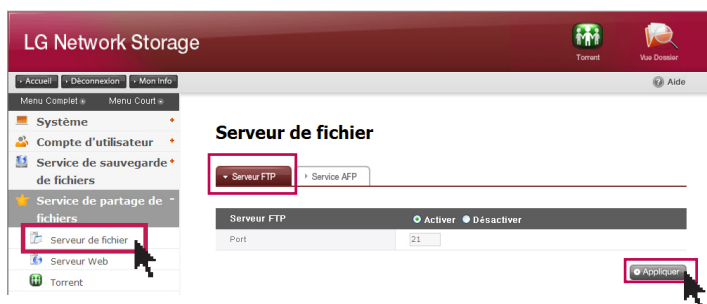 LG Network Storage
Torrent
Vue Dossier
Accueil Déconnexion Mon Info
Aide
Menu Complet Menu Court
Système
Compte d'utilisateur
Service de sauvegarde
de fichiers
Service de partage de
fichiers
Serveur de fichier
Serveur Web
Torrent
Serveur de fichier
Serveur FTP
Service AFP
Serveur FTP Activer Désactiver
Port 21
Appliquer